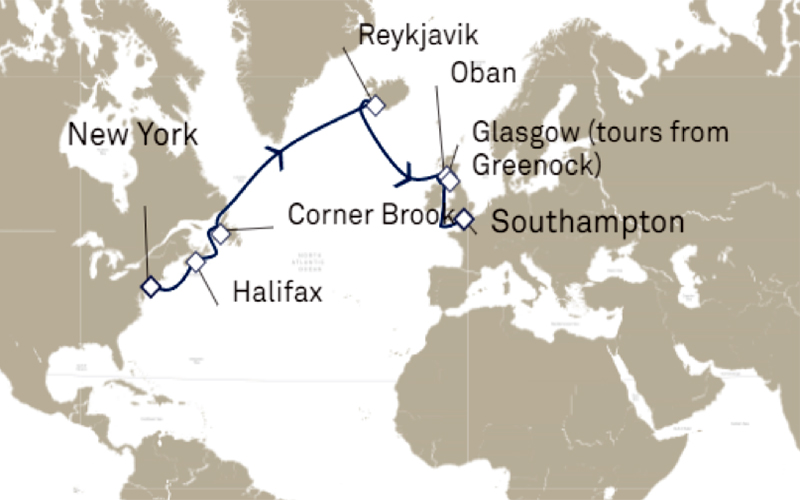 Reykjavik
Oban
New York
Glasgow (tours from
Greenock)
Corner Brook
Southampton
NORTH
ATLANTIC
OCEAN
Halifax